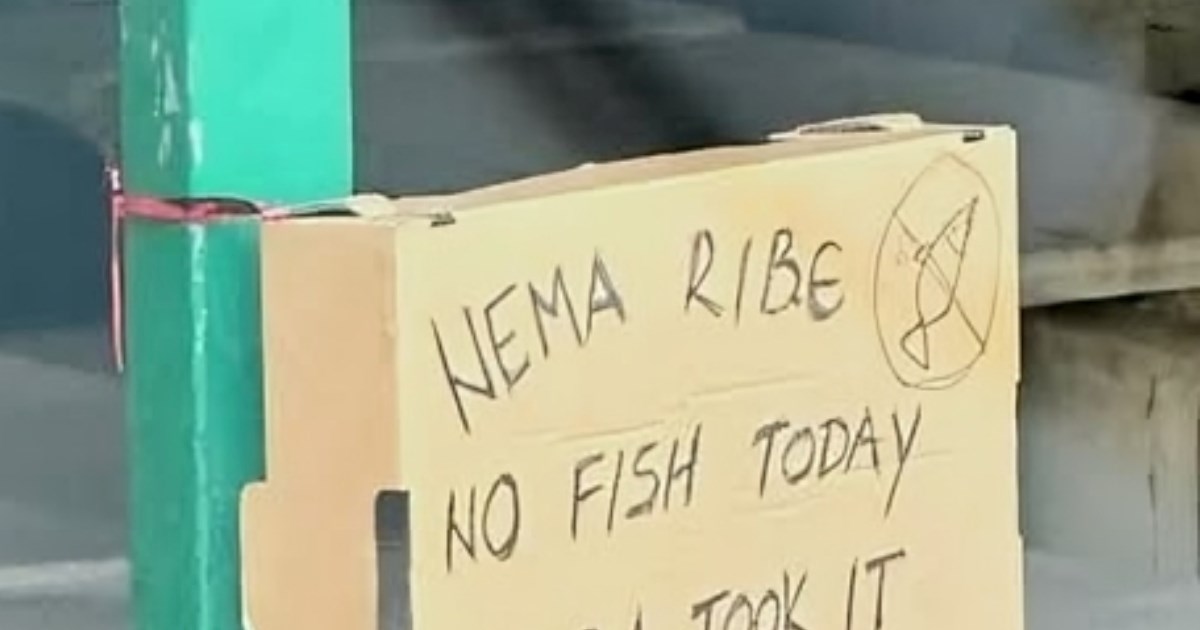 NEMA RIBE
NO FISH TODAY
TOOK IT